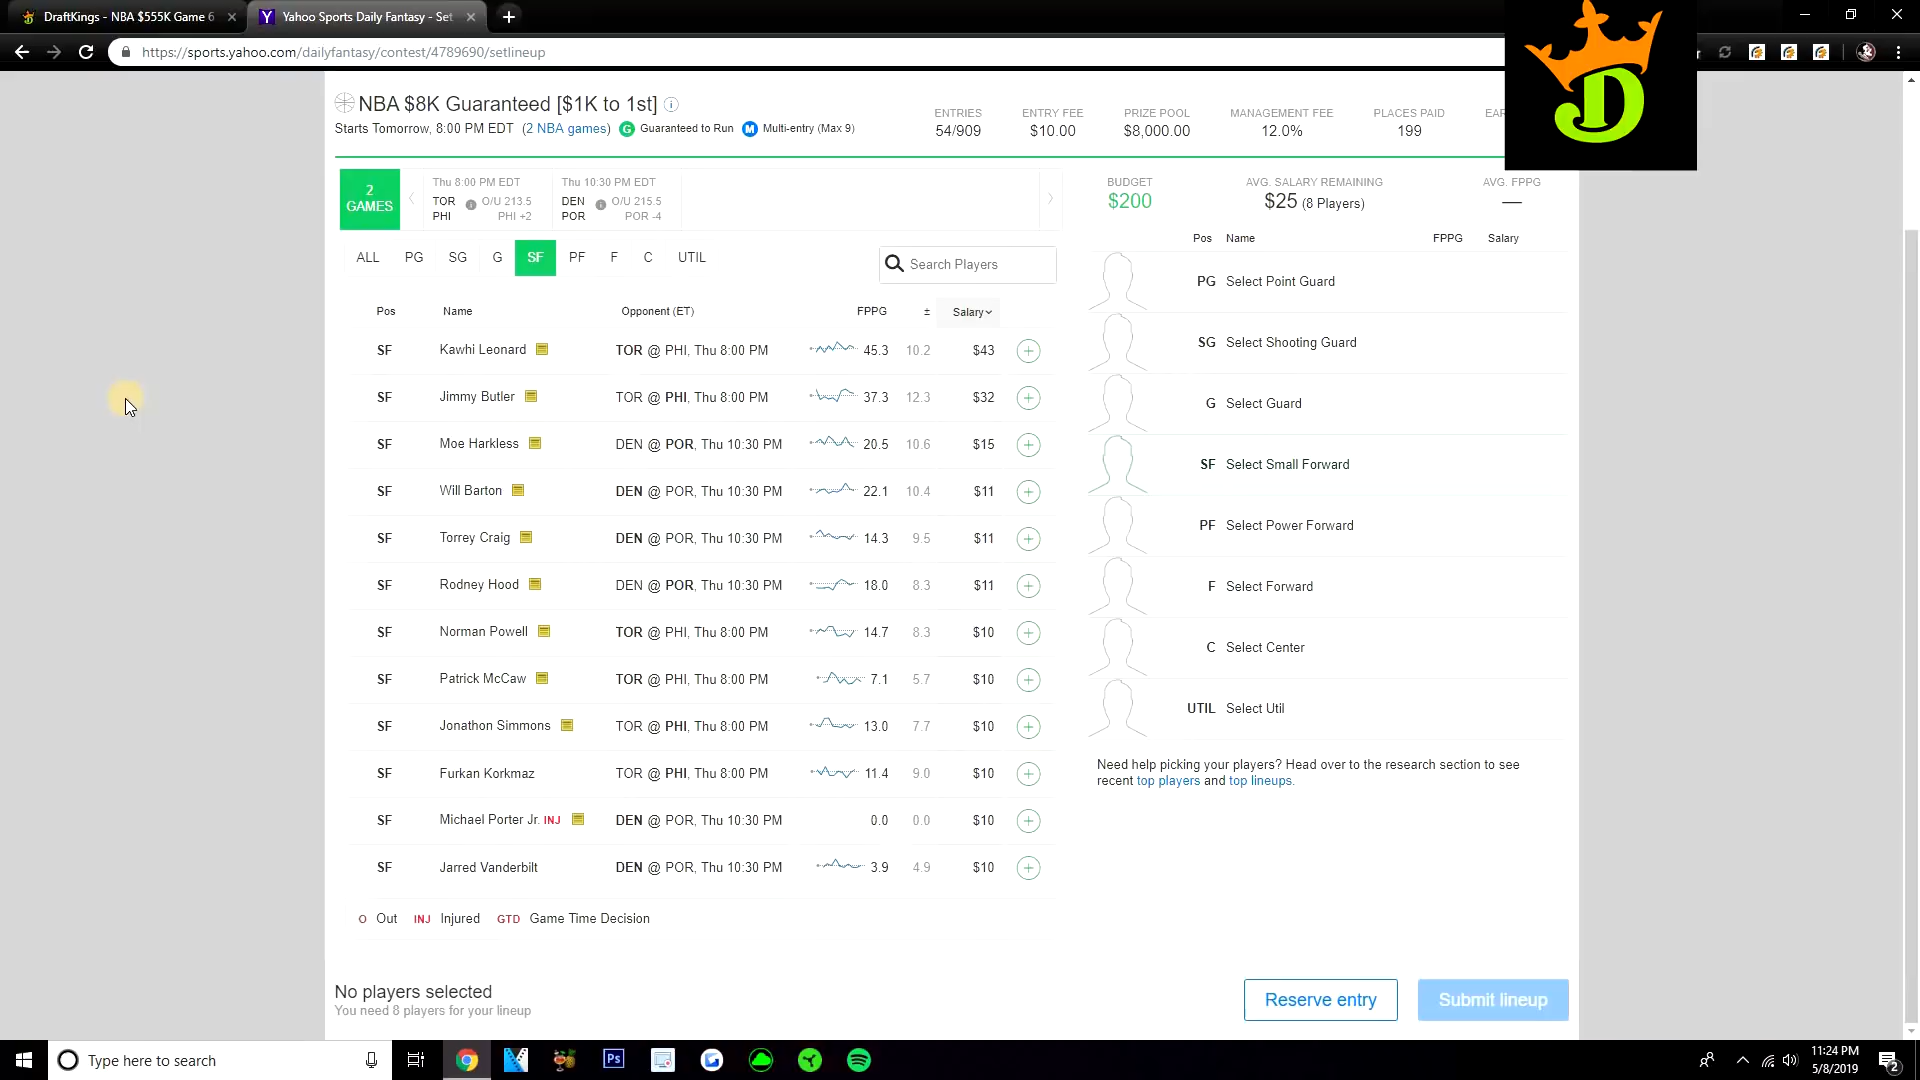 DraftKings - NBA $555K Game 6
Yahoo Sports Daily Fantasy - Set
https://sports.yahoo.com/dailyfantasy/contest/4789690/setlineup
D
NBA $8K Guaranteed [$1K to 1st]
Starts Tomorrow, 8:00 PM EDT (2 NBA games) G Guaranteed to Run M Multi-entry (Max 9)
ENTRIES ENTRY FEE PRIZE POOL MANAGEMENT FEE PLACES PAID EAR
54/909 $10.00 $8,000.00 12.0% 199
2 GAMES
Thu 8:00 PM EDT
TOR O/U 213.5
PHI PHI +2
Thu 10:30 PM EDT
DEN O/U 215.5
POR POR -4
BUDGET AVG. SALARY REMAINING AVG. FPPG
$200 $25 (8 Players) —
ALL PG SG G SF PF F C UTIL
Search Players
Pos Name Opponent (ET) FPPG ± Salary
SF Kawhi Leonard TOR @ PHI, Thu 8:00 PM 45.3 10.2 $43
SF Jimmy Butler TOR @ PHI, Thu 8:00 PM 37.3 12.3 $32
SF Moe Harkless DEN @ POR, Thu 10:30 PM 20.5 10.6 $15
SF Will Barton DEN @ POR, Thu 10:30 PM 22.1 10.4 $11
SF Torrey Craig DEN @ POR, Thu 10:30 PM 14.3 9.5 $11
SF Rodney Hood DEN @ POR, Thu 10:30 PM 18.0 8.3 $11
SF Norman Powell TOR @ PHI, Thu 8:00 PM 14.7 8.3 $10
SF Patrick McCaw TOR @ PHI, Thu 8:00 PM 7.1 5.7 $10
SF Jonathon Simmons TOR @ PHI, Thu 8:00 PM 13.0 7.7 $10
SF Furkan Korkmaz TOR @ PHI, Thu 8:00 PM 11.4 9.0 $10
SF Michael Porter Jr. INJ DEN @ POR, Thu 10:30 PM 0.0 0.0 $10
SF Jarred Vanderbilt DEN @ POR, Thu 10:30 PM 3.9 4.9 $10
O Out INJ Injured GTD Game Time Decision
Pos Name FPPG Salary
PG Select Point Guard
SG Select Shooting Guard
G Select Guard
SF Select Small Forward
PF Select Power Forward
F Select Forward
C Select Center
UTIL Select Util
Need help picking your players? Head over to the research section to see
recent top players and top lineups.
No players selected
You need 8 players for your lineup
Reserve entry
Submit lineup
Type here to search
Ps
11:24 PM
5/8/2019
2